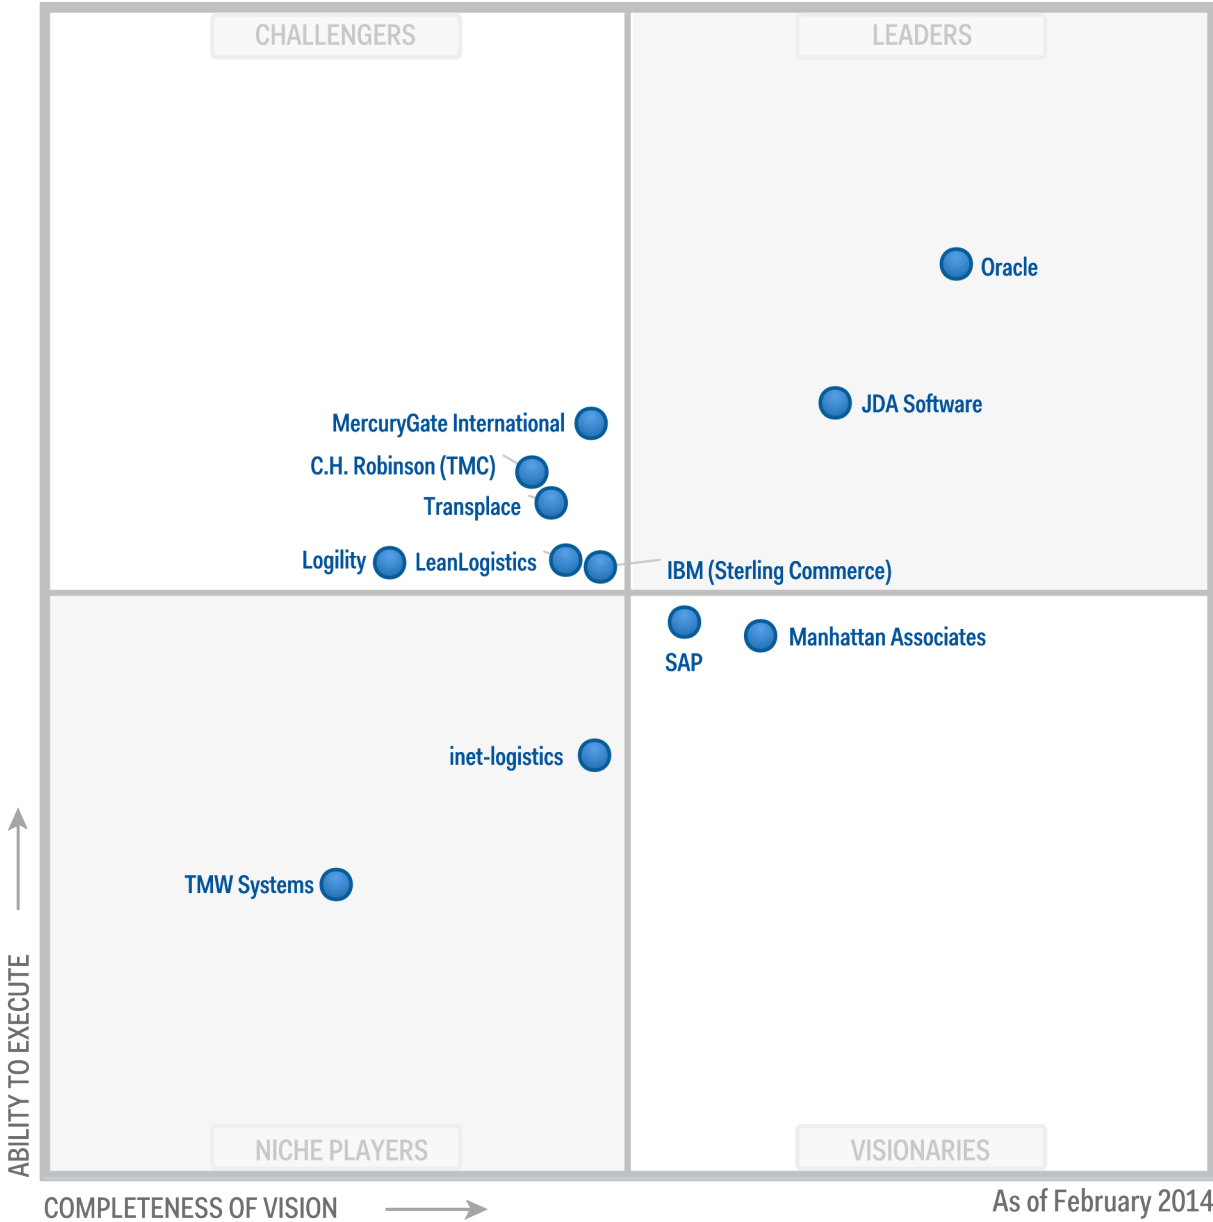 CHALLENGERS
LEADERS
Oracle
JDA Software
MercuryGate International
C.H. Robinson (TMC)
Transplace
Logility
LeanLogistics
IBM (Sterling Commerce)
SAP
Manhattan Associates
inet-logistics
TMW Systems
NICHE PLAYERS
VISIONARIES
ABILITY TO EXECUTE
COMPLETENESS OF VISION
As of February 2014